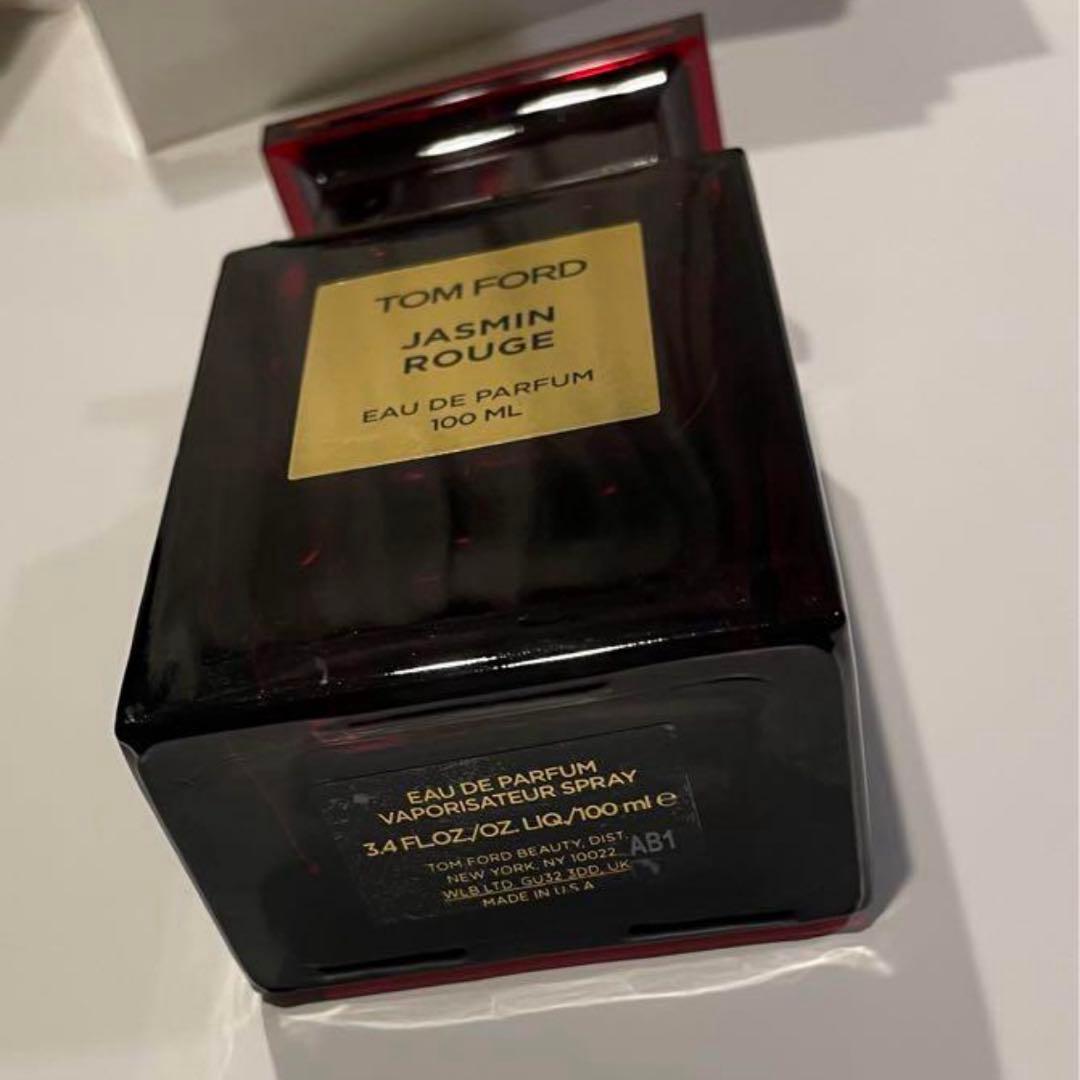 TOM FORD
JASMIN
ROUGE
EAU DE PARFUM
100 ML
EAU DE PARFUM
VAPORISATEUR SPRAY
3.4 FL.OZ./OZ. LIQ./100 ml ℮
TOM FORD BEAUTY, DIST.
NEW YORK, NY 10022
WLB LTD GU32 3DD, UK
MADE IN U.S.A
AB1